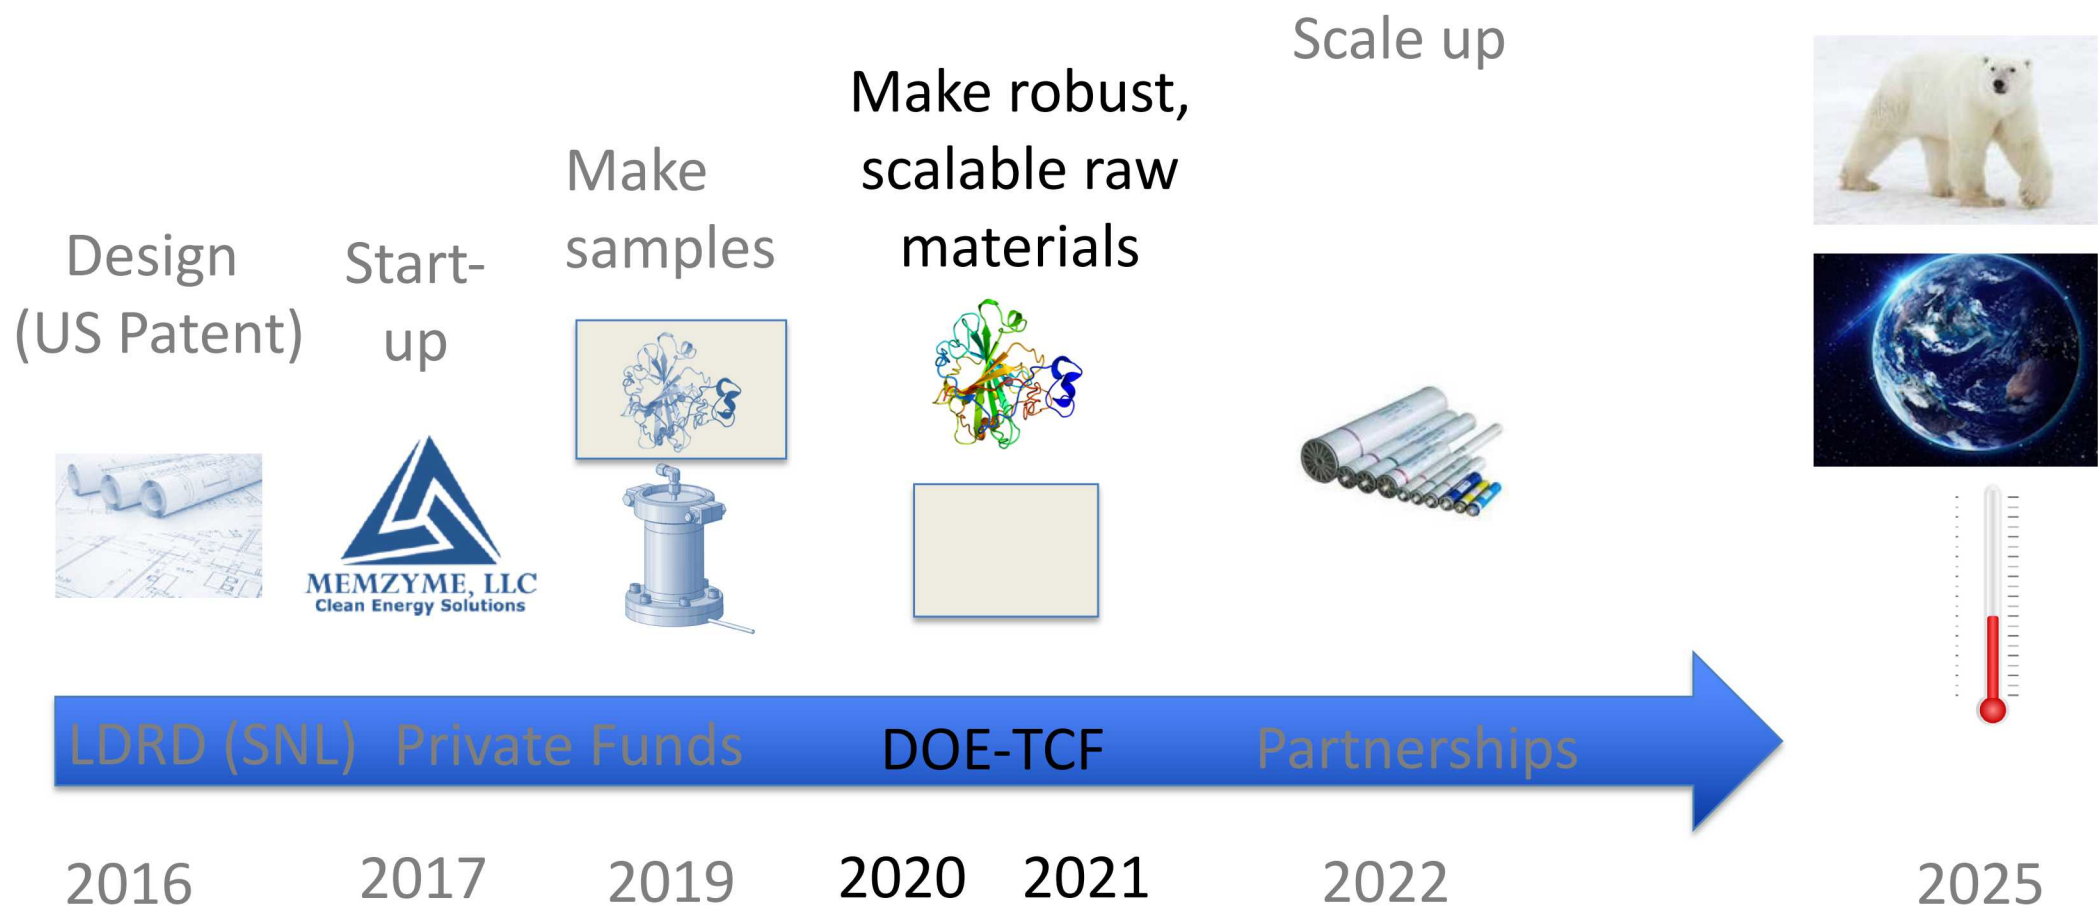 Scale up
Make robust,
scalable raw
materials
Make
samples
Design
(US Patent)
Start-
up
MEMZYME, LLC
Clean Energy Solutions
LDRD (SNL)
Private Funds
DOE-TCF
Partnerships
2016
2017
2019
2020
2021
2022
2025